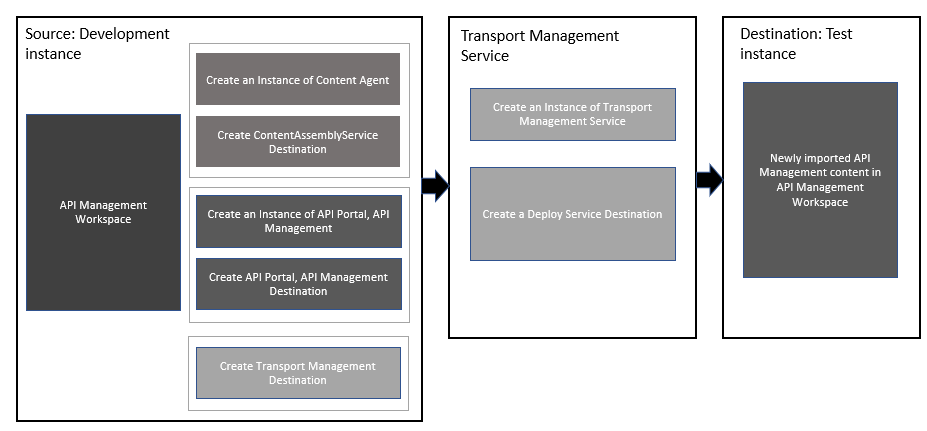 Source: Development
instance
API Management
Workspace
Create an Instance of Content Agent
Create ContentAssemblyService
Destination
Create an Instance of API Portal, API
Management
Create API Portal, API Management
Destination
Create Transport Management
Destination
Transport Management
Service
Create an Instance of Transport
Management Service
Create a Deploy Service Destination
Destination: Test
instance
Newly imported API
Management content in
API Management
Workspace